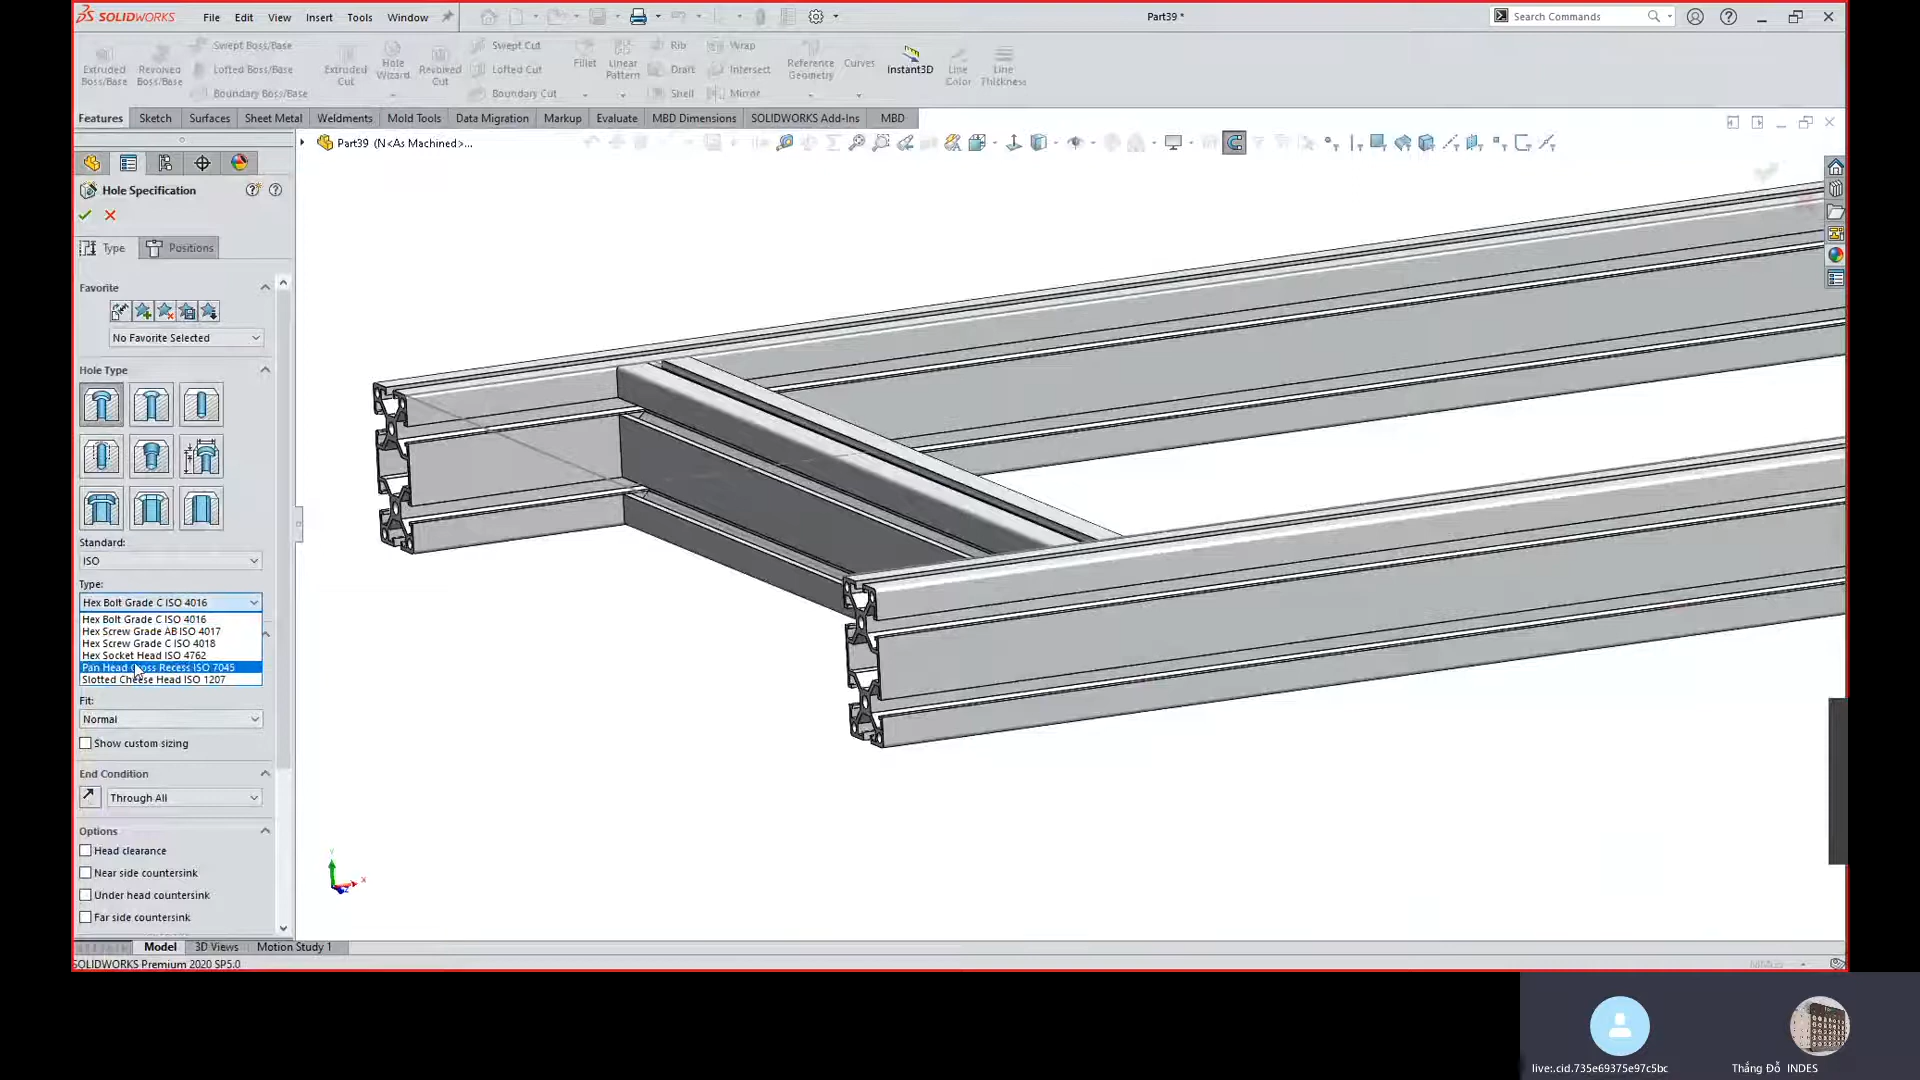 SOLIDWORKS File Edit View Insert Tools Window Part39 * Search Commands
Extruded Boss/Base
Revolved Boss/Base
Swept Boss/Base
Lofted Boss/Base
Boundary Boss/Base
Extruded Cut
Hole Wizard
Revolved Cut
Swept Cut
Lofted Cut
Boundary Cut
Fillet
Linear Pattern
Rib
Draft
Shell
Wrap
Intersect
Mirror
Reference Geometry
Curves
Instant3D
Line Color
Line Thickness
Features Sketch Surfaces Sheet Metal Weldments Mold Tools Data Migration Markup Evaluate MBD Dimensions SOLIDWORKS Add-Ins MBD
Part39 (N<As Machined>...
Hole Specification
Type Positions
Favorite
No Favorite Selected
Hole Type
Standard:
ISO
Type:
Hex Bolt Grade C ISO 4016
Hex Bolt Grade C ISO 4016
Hex Screw Grade AB ISO 4017
Hex Screw Grade C ISO 4018
Hex Socket Head ISO 4762
Pan Head Cross Recess ISO 7045
Slotted Cheese Head ISO 1207
Fit:
Normal
Show custom sizing
End Condition
Through All
Options
Head clearance
Near side countersink
Under head countersink
Far side countersink
Model 3D Views Motion Study 1
SOLIDWORKS Premium 2020 SP5.0
live:.cid.735e69375e97c5bc
Thắng Đỗ INDES